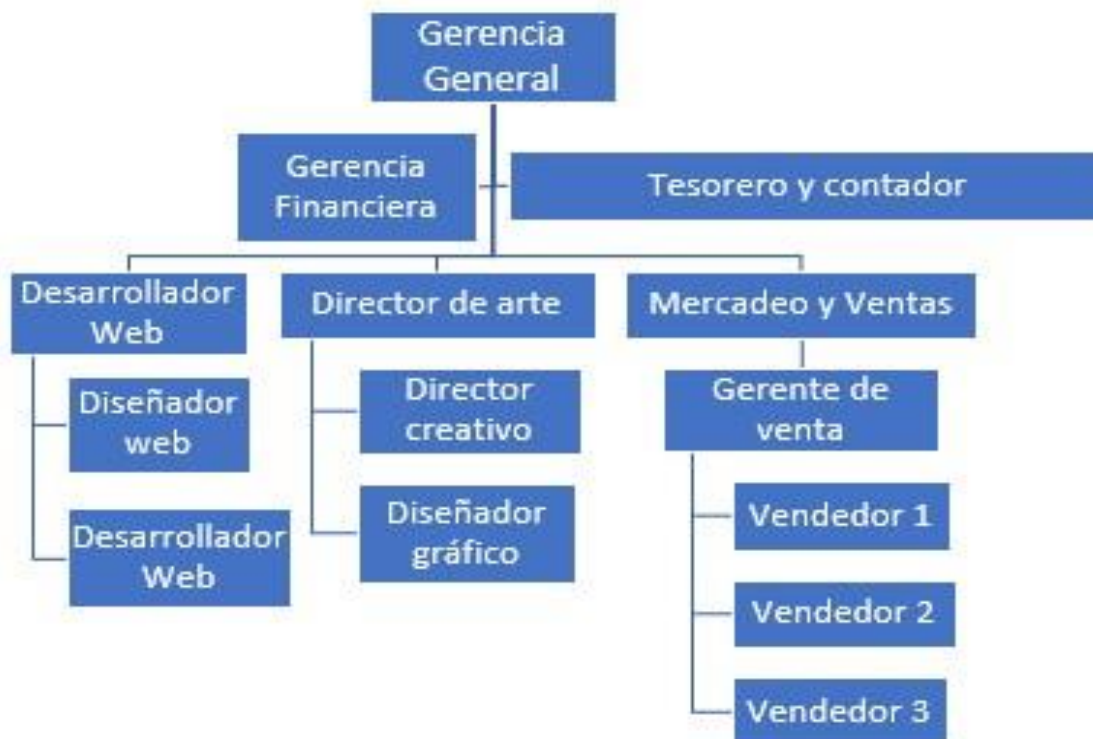 Gerencia
General
Gerencia
Financiera
Tesorero y contador
Desarrollador
Web
Director de arte
Mercadeo y Ventas
Diseñador
web
Director
creativo
Gerente de
venta
Desarrollador
Web
Diseñador
gráfico
Vendedor 1
Vendedor 2
Vendedor 3